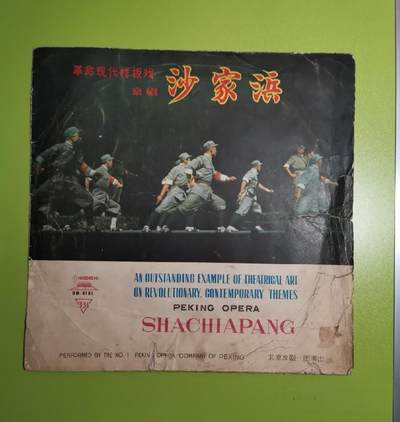 革命现代样板戏
京剧 沙家浜
AN OUTSTANDING EXAMPLE OF THEATRICAL ART
ON REVOLUTIONARY, CONTEMPORARY THEMES
PEKING OPERA
SHACHIAPANG
33⅓
PERFORMED BY THE NO. 1 PEKING OPERA COMPANY OF PEKING
北京京剧一团演出